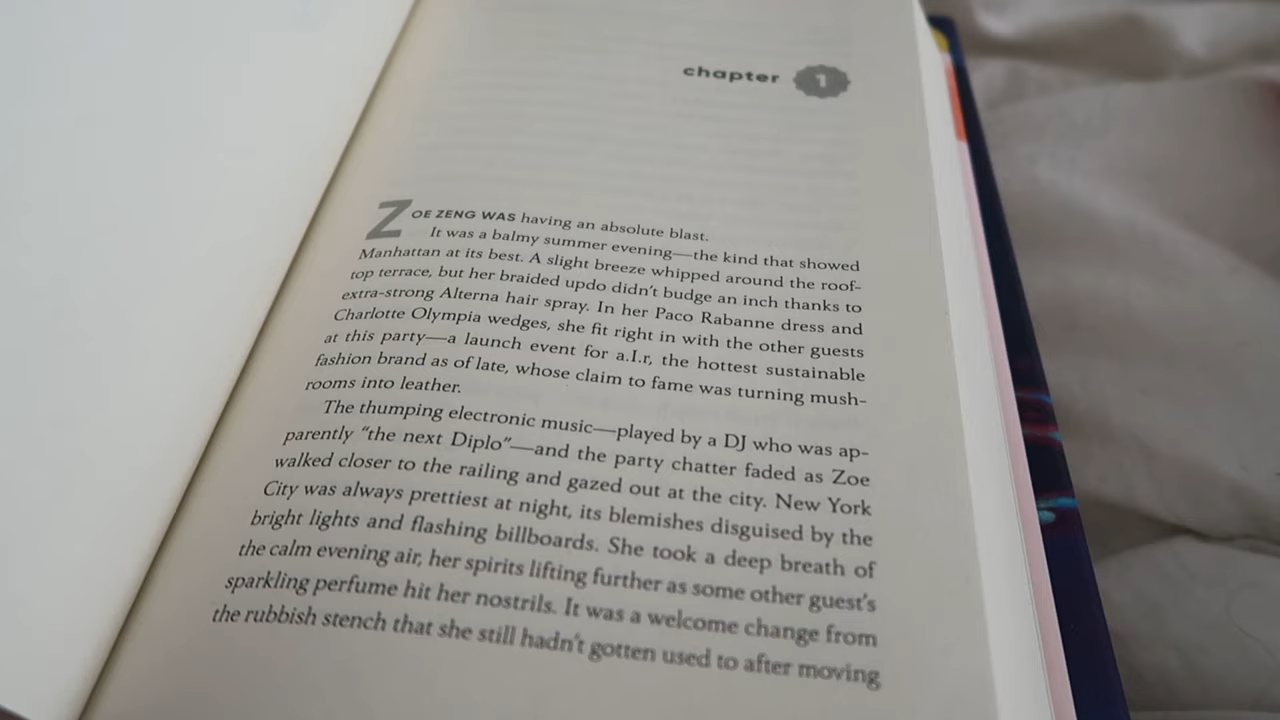 chapter 1
ZOE ZENG WAS having an absolute blast.
It was a balmy summer evening—the kind that showed
Manhattan at its best. A slight breeze whipped around the roof-
top terrace, but her braided updo didn't budge an inch thanks to
extra-strong Alterna hair spray. In her Paco Rabanne dress and
Charlotte Olympia wedges, she fit right in with the other guests
at this party—a launch event for a.I.r, the hottest sustainable
fashion brand as of late, whose claim to fame was turning mush-
rooms into leather.
The thumping electronic music—played by a DJ who was ap-
parently "the next Diplo"—and the party chatter faded as Zoe
walked closer to the railing and gazed out at the city. New York
City was always prettiest at night, its blemishes disguised by the
bright lights and flashing billboards. She took a deep breath of
the calm evening air, her spirits lifting further as some other guest's
sparkling perfume hit her nostrils. It was a welcome change from
the rubbish stench that she still hadn't gotten used to after moving